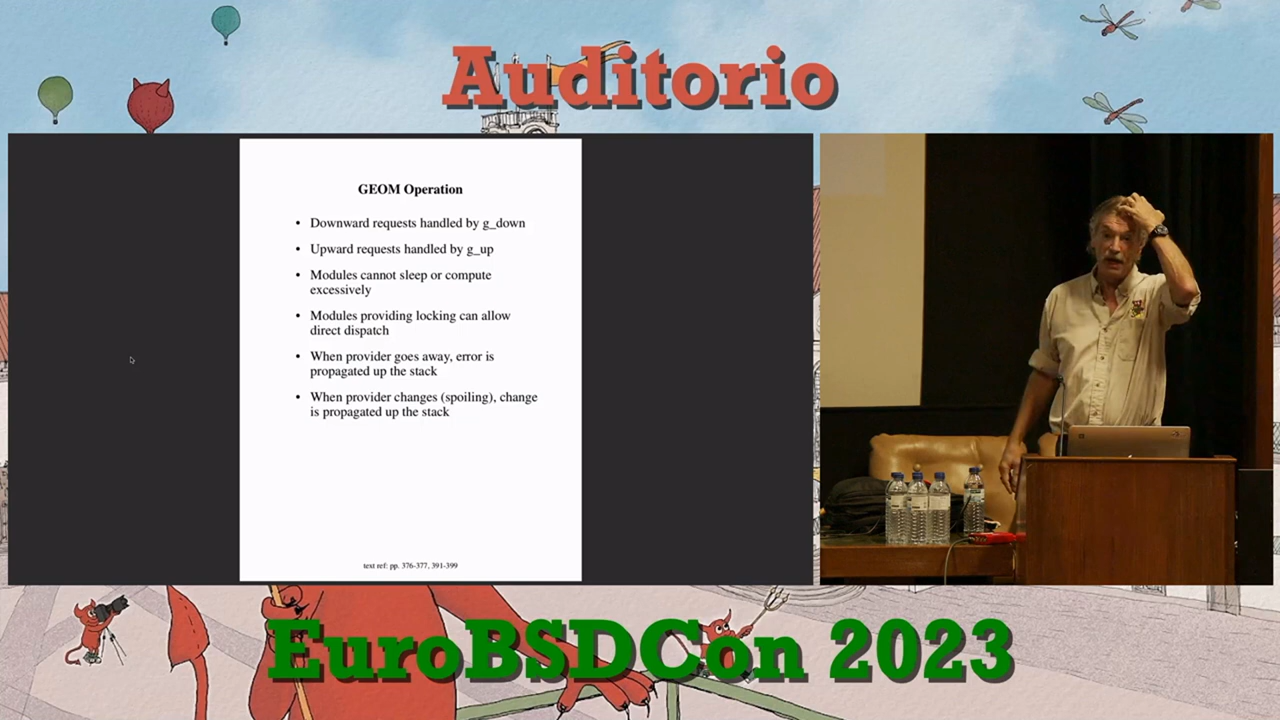 Auditorio
GEOM Operation
• Downward requests handled by g_down
• Upward requests handled by g_up
• Modules cannot sleep or compute
excessively
• Modules providing locking can allow
direct dispatch
• When provider goes away, error is
propagated up the stack
• When provider changes (spoiling), change
is propagated up the stack
text ref: pp. 376-377, 391-399
EuroBSDCon 2023